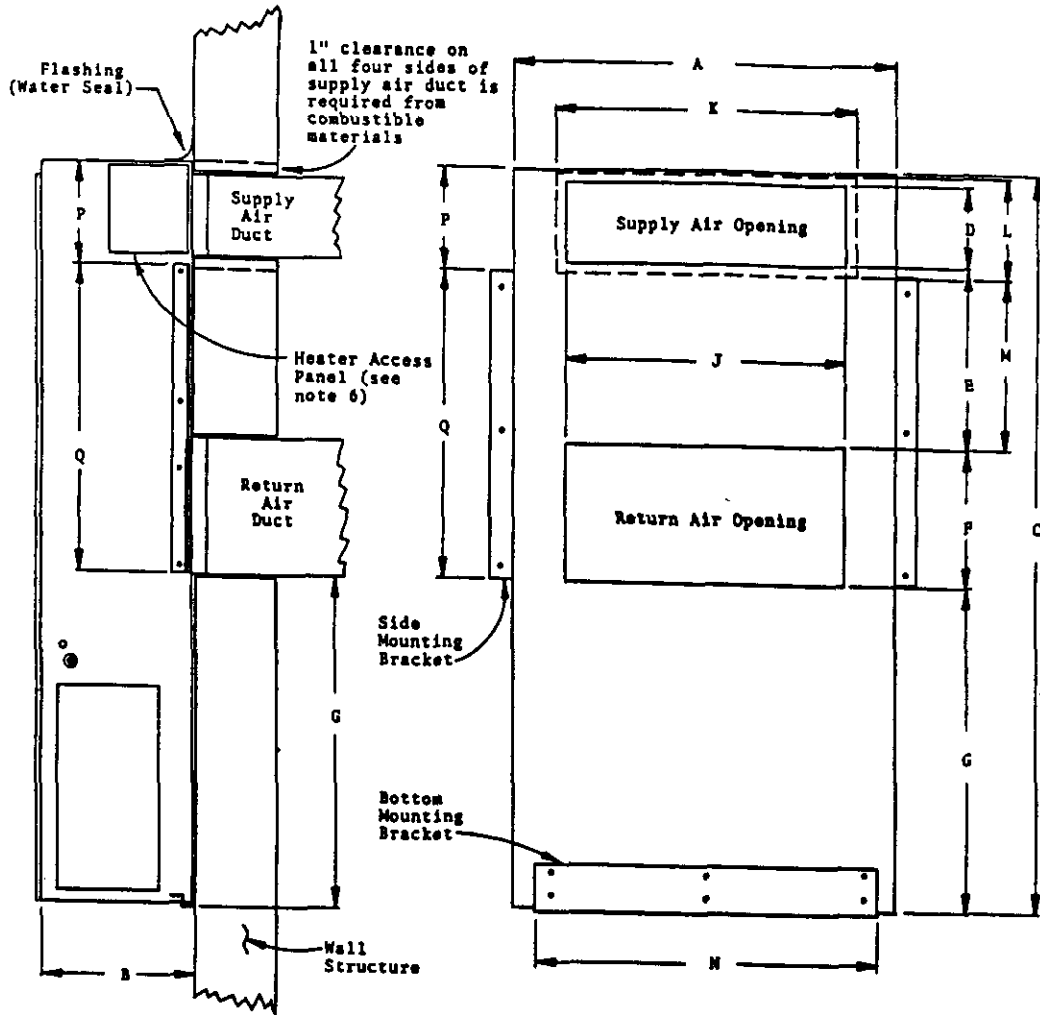 Flashing
(Water Seal)
1" clearance on
all four sides of
supply air duct is
required from
combustible
materials
A
K
P
Supply
Air
Duct
P
Supply Air Opening
D
L
Heater Access
Panel (see
note 6)
J
E
M
Q
Q
Return
Air
Duct
Return Air Opening
F
C
Side
Mounting
Bracket
G
G
Bottom
Mounting
Bracket
Wall
Structure
B
N